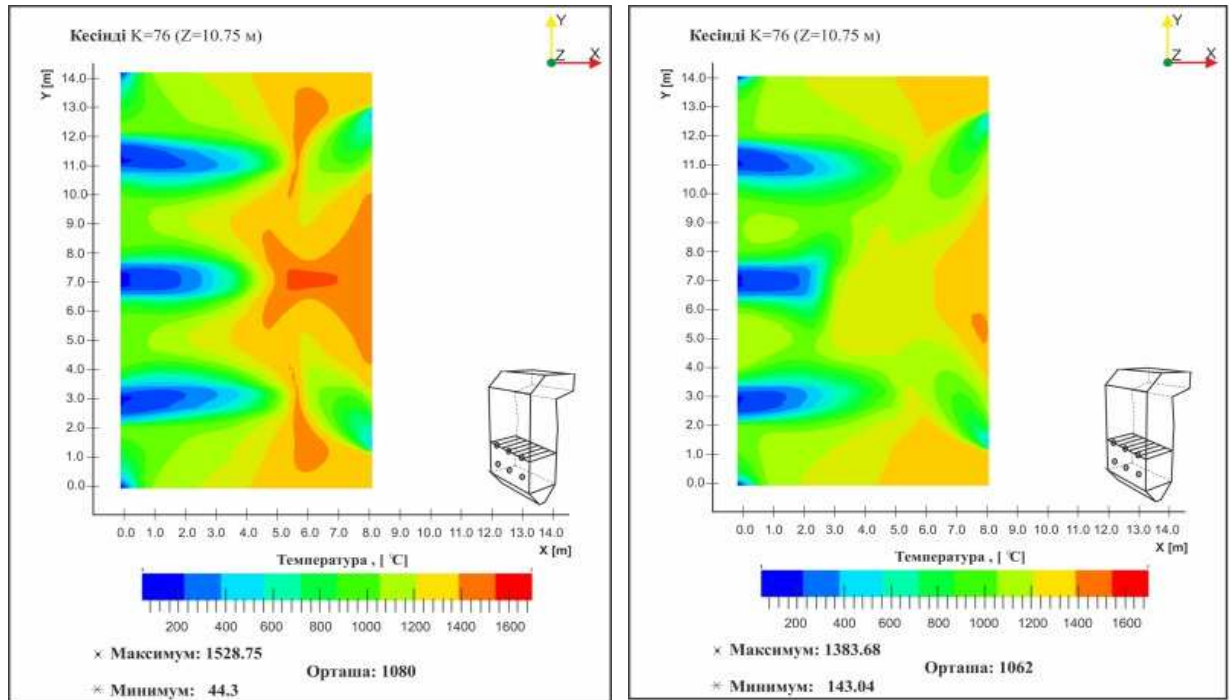 Кесінді K=76 (Z=10.75 м)
Y
Z
X
Y [m]
14.0
13.0
12.0
11.0
10.0
9.0
8.0
7.0
6.0
5.0
4.0
3.0
2.0
1.0
0.0
0.0 1.0 2.0 3.0 4.0 5.0 6.0 7.0 8.0 9.0 10.0 11.0 12.0 13.0 14.0
X [m]
Температура , [ °C]
200 400 600 800 1000 1200 1400 1600
× Максимум: 1528.75
Орташа: 1080
✳ Минимум: 44.3
Кесінді K=76 (Z=10.75 м)
Y
Z
X
Y [m]
14.0
13.0
12.0
11.0
10.0
9.0
8.0
7.0
6.0
5.0
4.0
3.0
2.0
1.0
0.0
0.0 1.0 2.0 3.0 4.0 5.0 6.0 7.0 8.0 9.0 10.0 11.0 12.0 13.0 14.0
X [m]
Температура , [ °C]
200 400 600 800 1000 1200 1400 1600
× Максимум: 1383.68
Орташа: 1062
✳ Минимум: 143.04